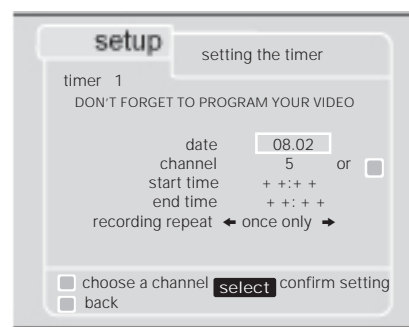 setup
setting the timer
timer 1
DON'T FORGET TO PROGRAM YOUR VIDEO
date 08.02
channel 5 or
start time + +:+ +
end time + +: + +
recording repeat ← once only →
choose a channel select confirm setting
back